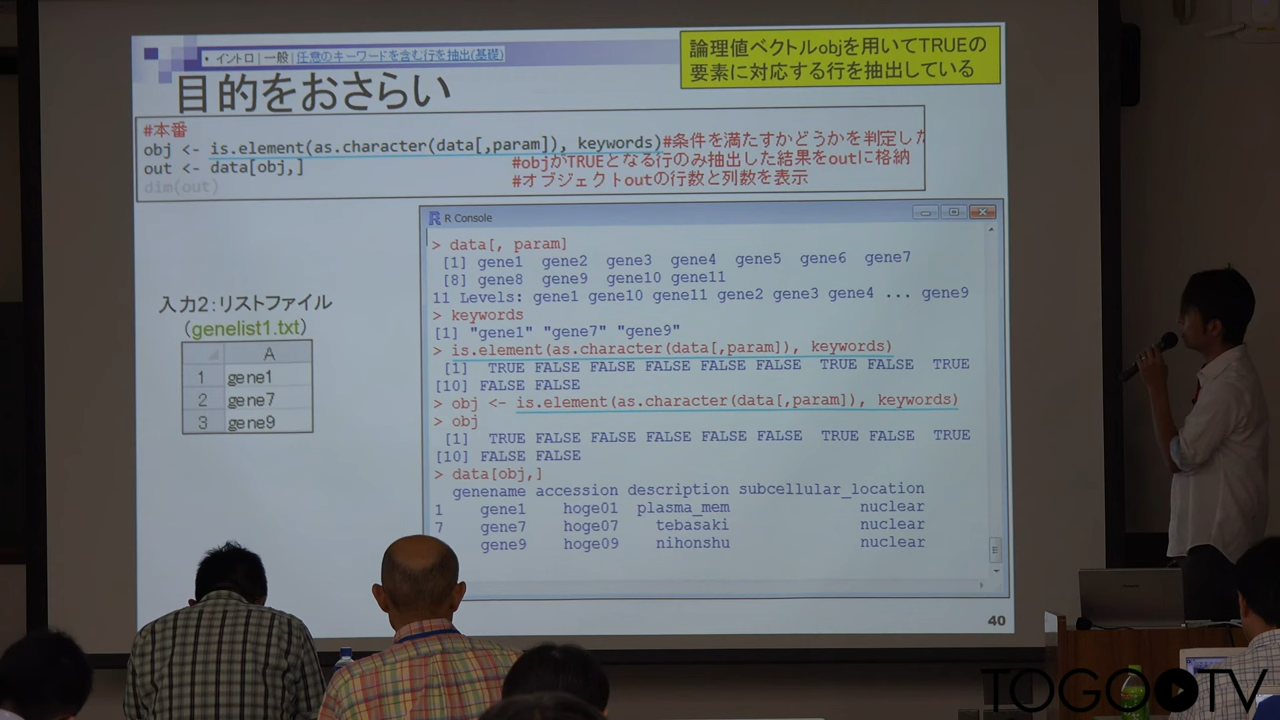 ・イントロ | 一般 | 任意のキーワードを含む行を抽出(基礎)
論理値ベクトルobjを用いてTRUEの
要素に対応する行を抽出している
目的をおさらい
#本番
obj <- is.element(as.character(data[,param]), keywords)#条件を満たすかどうかを判定した
out <- data[obj,] #objがTRUEとなる行のみ抽出した結果をoutに格納
dim(out) #オブジェクトoutの行数と列数を表示
入力2：リストファイル
(genelist1.txt)
A
1 gene1
2 gene7
3 gene9
R Console
> data[, param]
[1] gene1 gene2 gene3 gene4 gene5 gene6 gene7
[8] gene8 gene9 gene10 gene11
11 Levels: gene1 gene10 gene11 gene2 gene3 gene4 ... gene9
> keywords
[1] "gene1" "gene7" "gene9"
> is.element(as.character(data[,param]), keywords)
[1] TRUE FALSE FALSE FALSE FALSE FALSE TRUE FALSE TRUE
[10] FALSE FALSE
> obj <- is.element(as.character(data[,param]), keywords)
> obj
[1] TRUE FALSE FALSE FALSE FALSE FALSE TRUE FALSE TRUE
[10] FALSE FALSE
> data[obj,]
genename accession description subcellular_location
1 gene1 hoge01 plasma_mem nuclear
7 gene7 hoge07 tebasaki nuclear
gene9 hoge09 nihonshu nuclear
40
TOGOTV